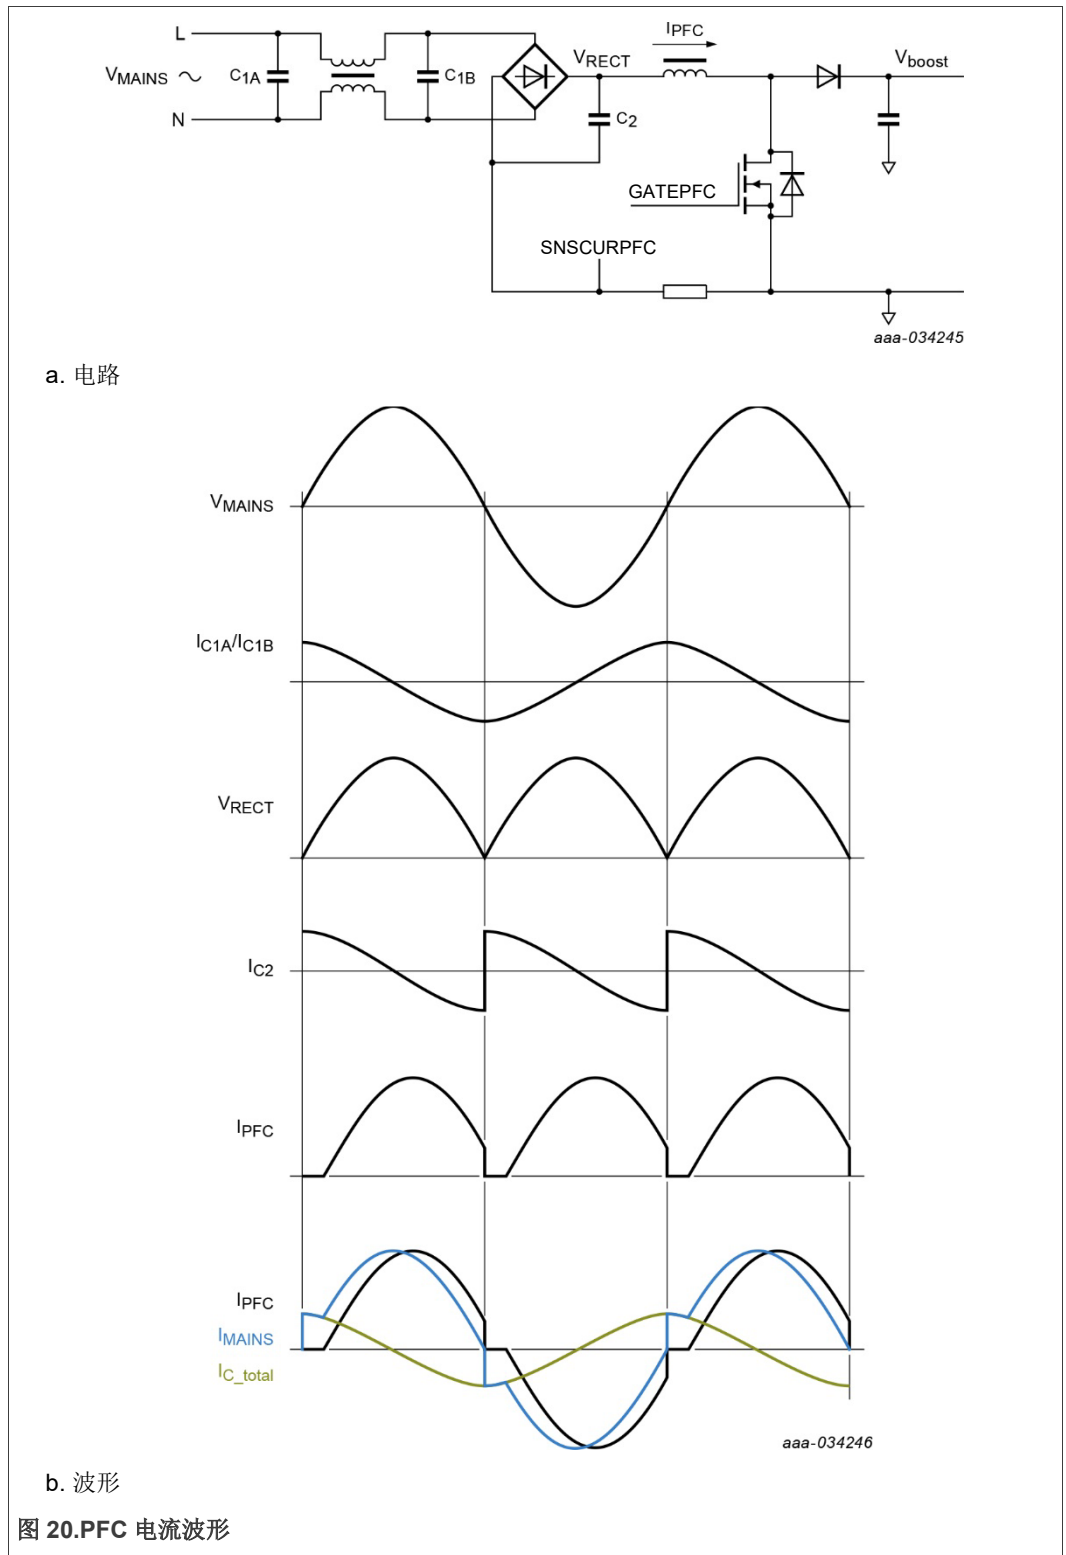 L
IPFC
VRECT
Vboost
VMAINS
C1A
C1B
N
C2
GATEPFC
SNSCURPFC
aaa-034245
a. 电路
VMAINS
IC1A/IC1B
VRECT
IC2
IPFC
IPFC
IMAINS
IC_total
aaa-034246
b. 波形
图 20.PFC 电流波形